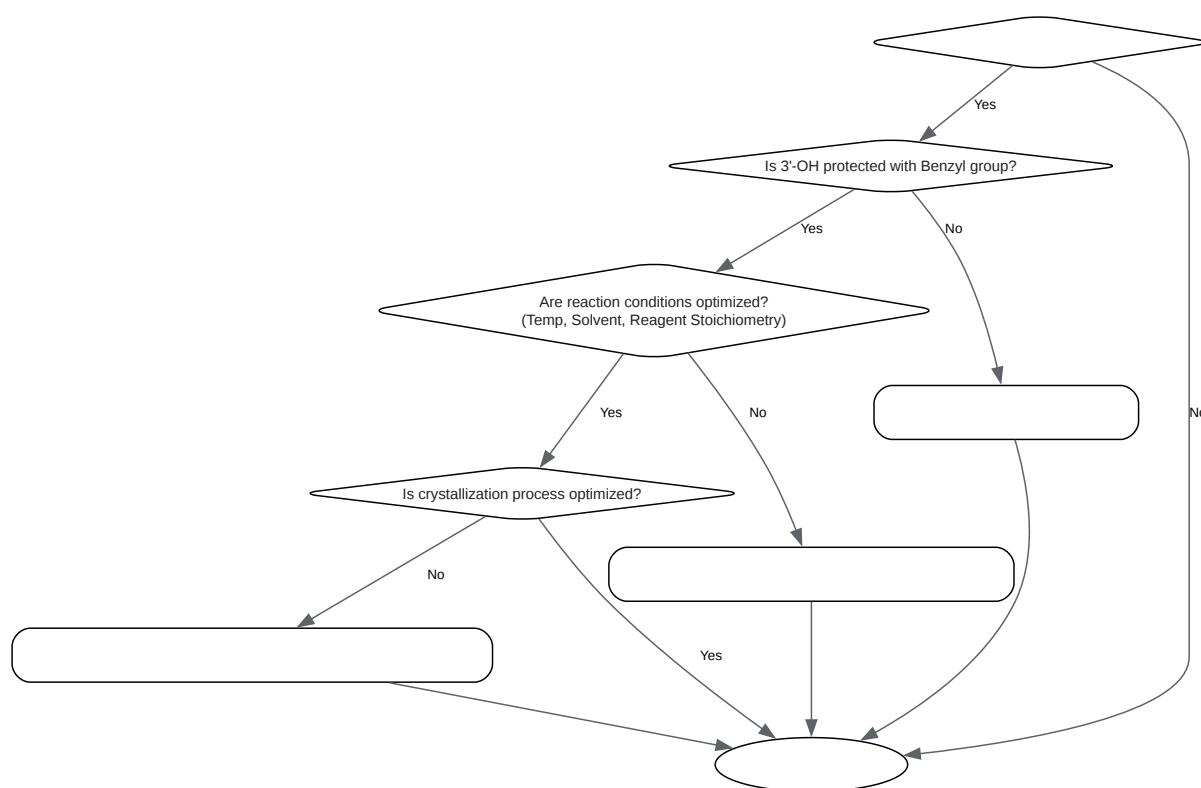 Yes
Is 3'-OH protected with Benzyl group?
Yes
No
Are reaction conditions optimized?
(Temp, Solvent, Reagent Stoichiometry)
Yes
No
No
Is crystallization process optimized?
No
Yes